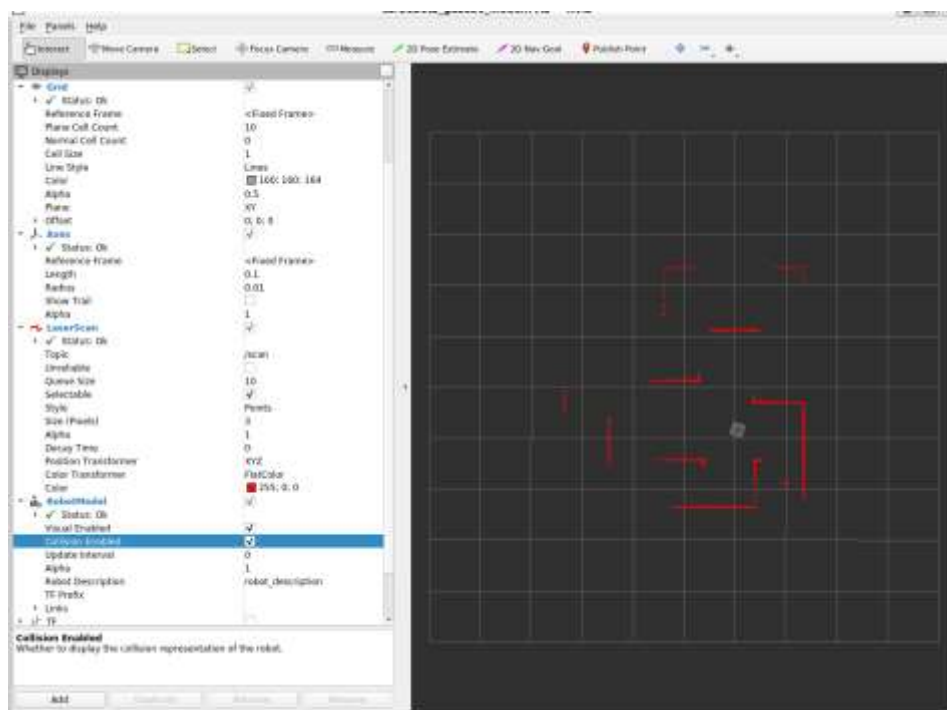 File Panels Help
Interact Move Camera Select Focus Camera Measure 2D Pose Estimate 2D Nav Goal Publish Point
Displays
Grid
Status: Ok
Reference Frame <Fixed Frame>
Plane Cell Count 10
Normal Cell Count 0
Cell Size 1
Line Style Lines
Color 160; 160; 164
Alpha 0.5
Plane XY
Offset 0; 0; 0
Axes
Status: Ok
Reference Frame <Fixed Frame>
Length 0.1
Radius 0.01
Show Trail
Alpha 1
LaserScan
Status: Ok
Topic /scan
Unreliable
Queue Size 10
Selectable
Style Points
Size (Pixels) 3
Alpha 1
Decay Time 0
Position Transformer XYZ
Color Transformer FlatColor
Color 255; 0; 0
RobotModel
Status: Ok
Visual Enabled
Collision Enabled
Update Interval 0
Alpha 1
Robot Description robot_description
TF Prefix
Links
TF
Collision Enabled
Whether to display the collision representation of the robot.
Add